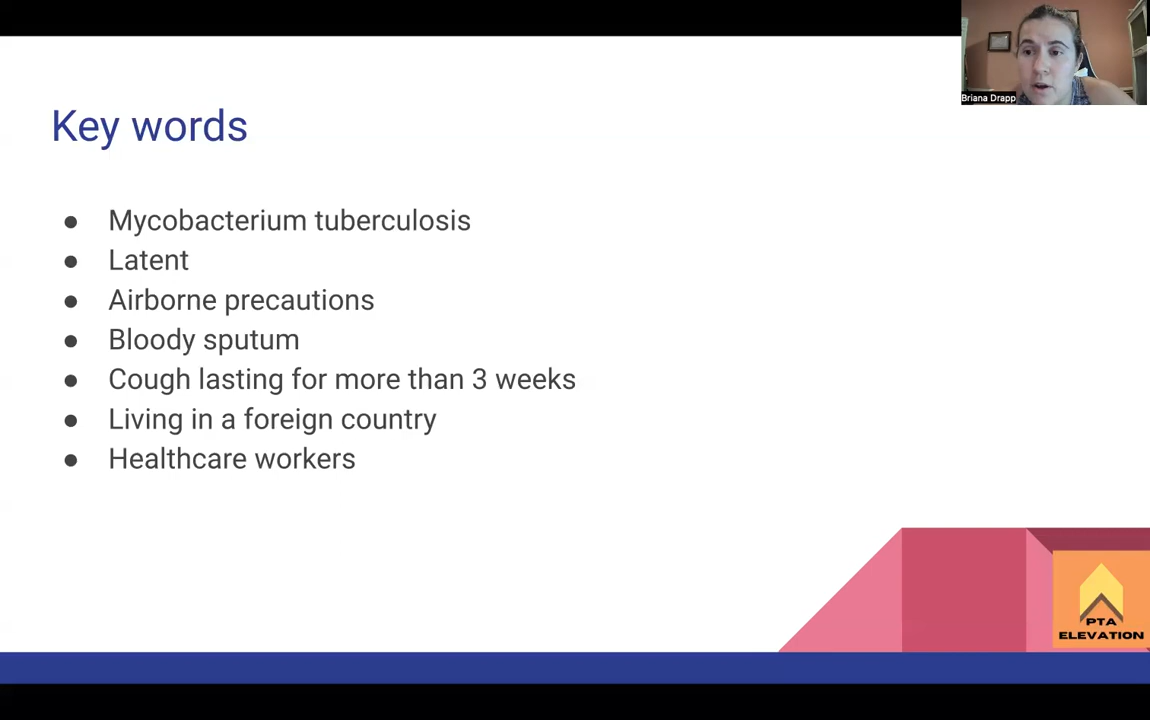 Briana Drapp
Key words
● Mycobacterium tuberculosis
● Latent
● Airborne precautions
● Bloody sputum
● Cough lasting for more than 3 weeks
● Living in a foreign country
● Healthcare workers
PTA
ELEVATION